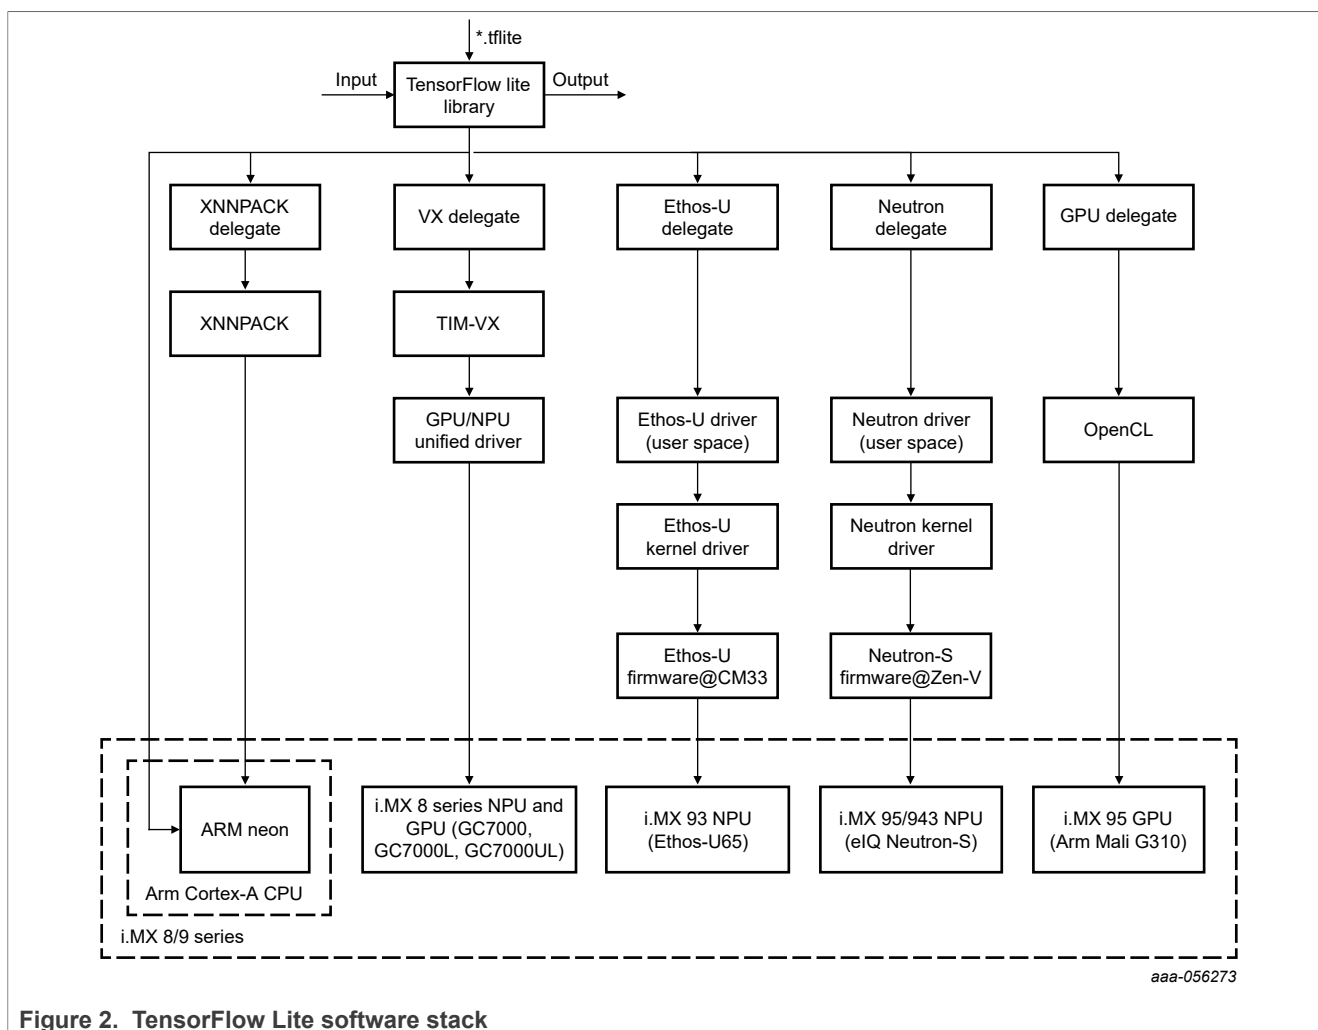 *.tflite
Input
TensorFlow lite
library
Output
XNNPACK
delegate
VX delegate
Ethos-U
delegate
Neutron
delegate
GPU delegate
XNNPACK
TIM-VX
GPU/NPU
unified driver
Ethos-U driver
(user space)
Neutron driver
(user space)
OpenCL
Ethos-U
kernel driver
Neutron kernel
driver
Ethos-U
firmware@CM33
Neutron-S
firmware@Zen-V
ARM neon
i.MX 8 series NPU and
GPU (GC7000,
GC7000L, GC7000UL)
i.MX 93 NPU
(Ethos-U65)
i.MX 95/943 NPU
(eIQ Neutron-S)
i.MX 95 GPU
(Arm Mali G310)
Arm Cortex-A CPU
i.MX 8/9 series
aaa-056273
Figure 2. TensorFlow Lite software stack